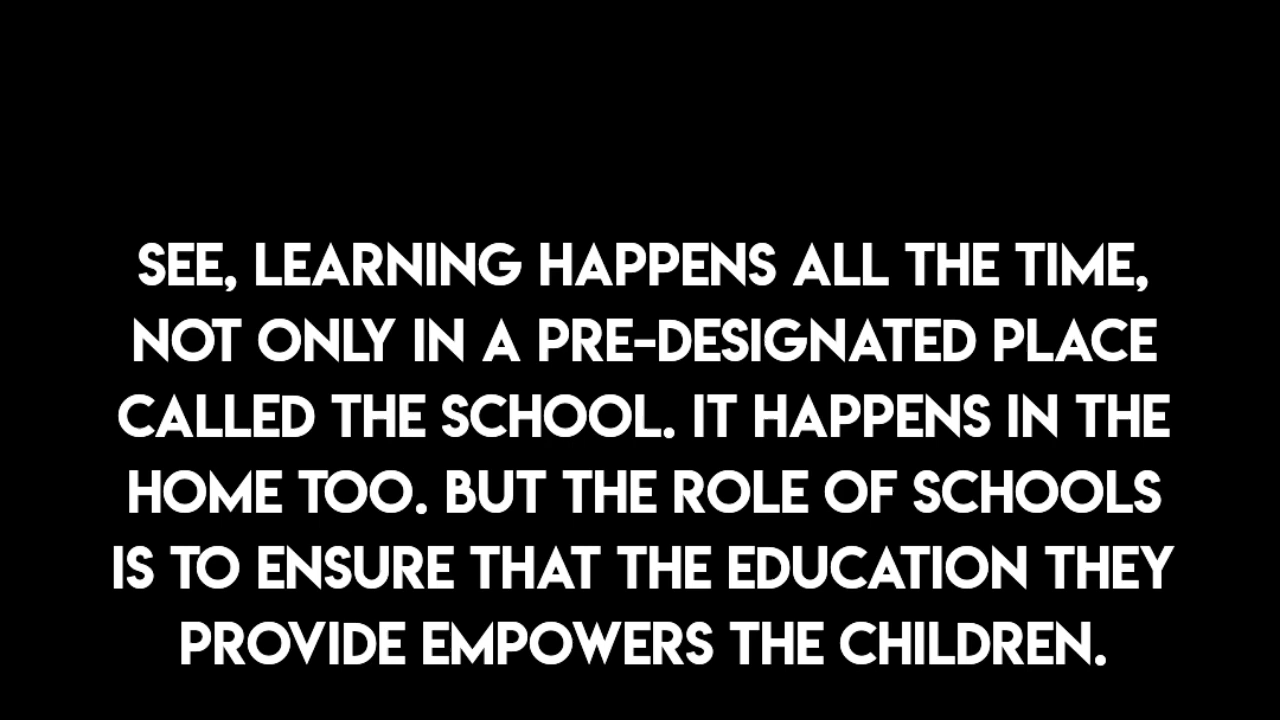 SEE, LEARNING HAPPENS ALL THE TIME,
NOT ONLY IN A PRE-DESIGNATED PLACE
CALLED THE SCHOOL. IT HAPPENS IN THE
HOME TOO. BUT THE ROLE OF SCHOOLS
IS TO ENSURE THAT THE EDUCATION THEY
PROVIDE EMPOWERS THE CHILDREN.